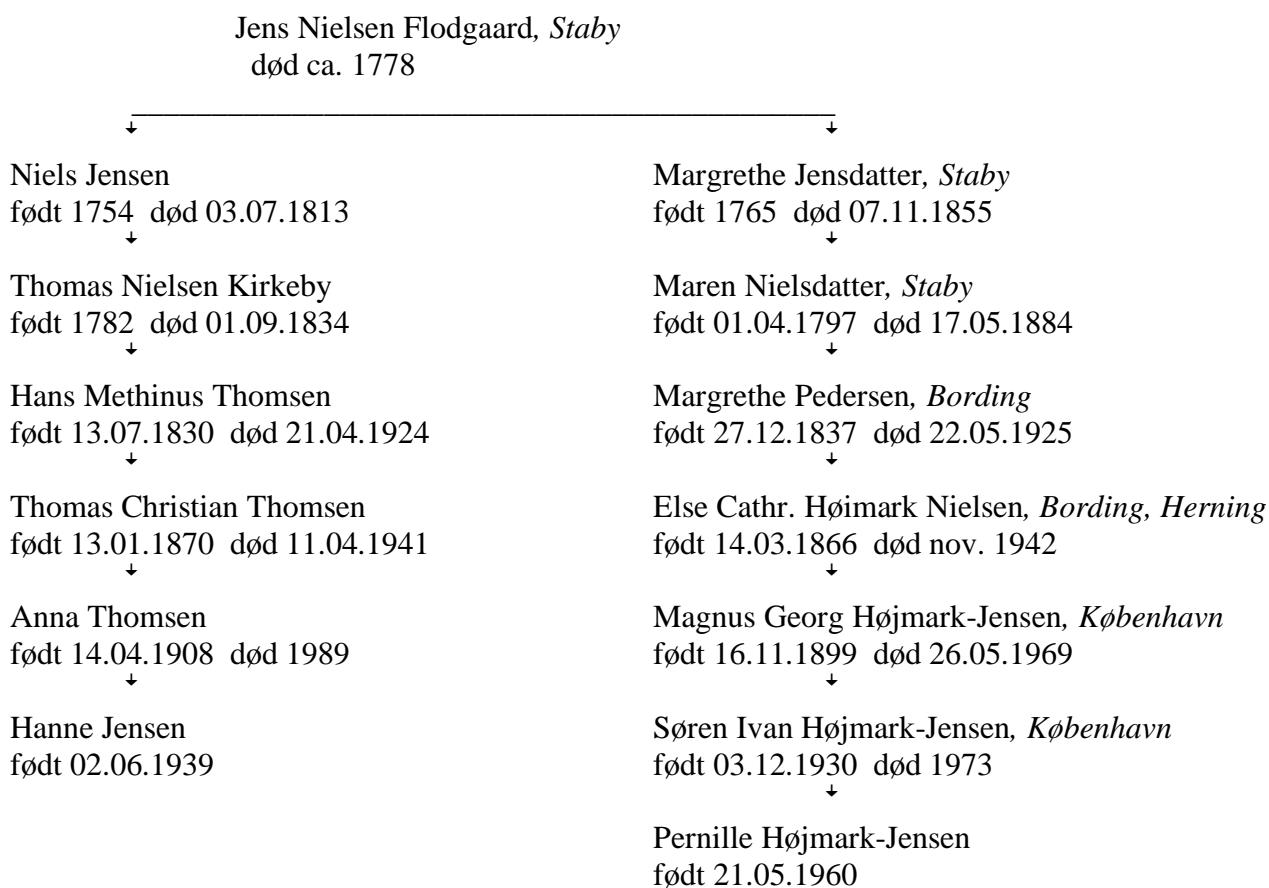 Jens Nielsen Flodgaard, Staby
død ca. 1778
Niels Jensen
født 1754 død 03.07.1813
Thomas Nielsen Kirkeby
født 1782 død 01.09.1834
Hans Methinus Thomsen
født 13.07.1830 død 21.04.1924
Thomas Christian Thomsen
født 13.01.1870 død 11.04.1941
Anna Thomsen
født 14.04.1908 død 1989
Hanne Jensen
født 02.06.1939
Margrethe Jensdatter, Staby
født 1765 død 07.11.1855
Maren Nielsdatter, Staby
født 01.04.1797 død 17.05.1884
Margrethe Pedersen, Bording
født 27.12.1837 død 22.05.1925
Else Cathr. Høimark Nielsen, Bording, Herning
født 14.03.1866 død nov. 1942
Magnus Georg Højmark-Jensen, København
født 16.11.1899 død 26.05.1969
Søren Ivan Højmark-Jensen, København
født 03.12.1930 død 1973
Pernille Højmark-Jensen
født 21.05.1960